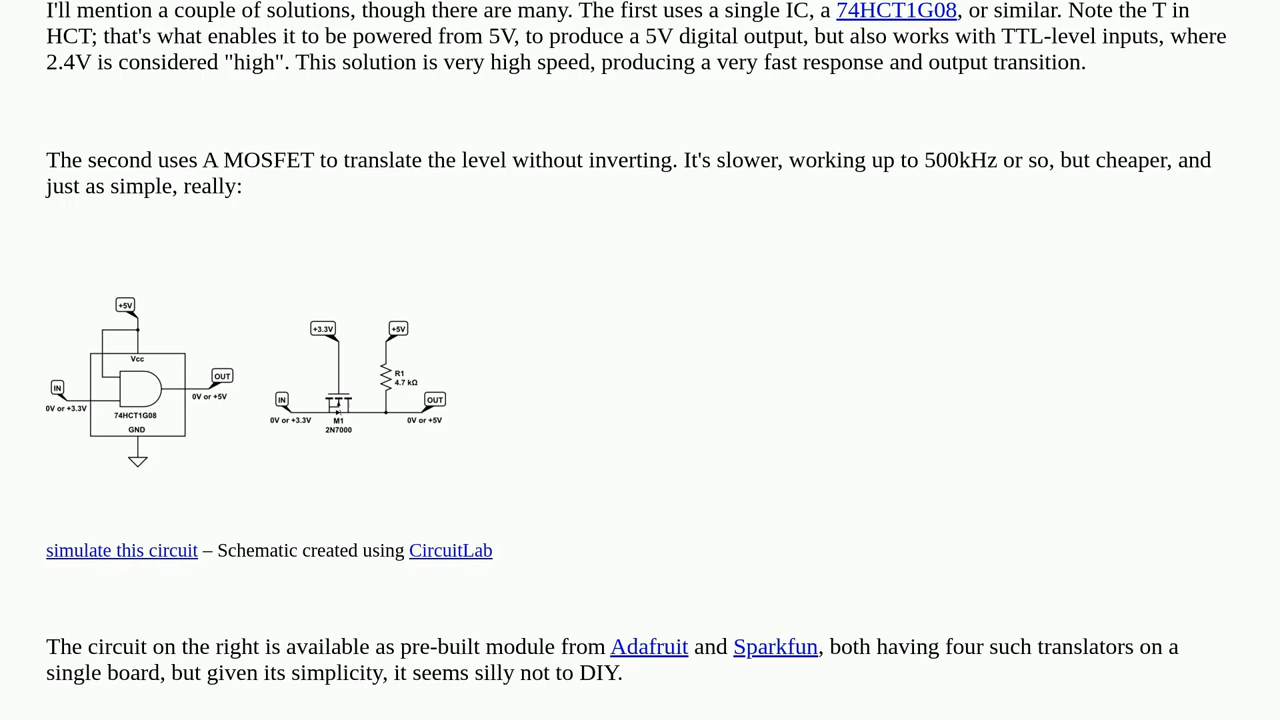 I'll mention a couple of solutions, though there are many. The first uses a single IC, a 74HCT1G08, or similar. Note the T in
HCT; that's what enables it to be powered from 5V, to produce a 5V digital output, but also works with TTL-level inputs, where
2.4V is considered "high". This solution is very high speed, producing a very fast response and output transition.
The second uses A MOSFET to translate the level without inverting. It's slower, working up to 500kHz or so, but cheaper, and
just as simple, really:
+5V
Vcc
IN
OUT
0V or +3.3V
0V or +5V
74HCT1G08
GND
+3.3V
+5V
R1
4.7 kΩ
IN
OUT
0V or +3.3V
M1
0V or +5V
2N7000
simulate this circuit – Schematic created using CircuitLab
The circuit on the right is available as pre-built module from Adafruit and Sparkfun, both having four such translators on a
single board, but given its simplicity, it seems silly not to DIY.